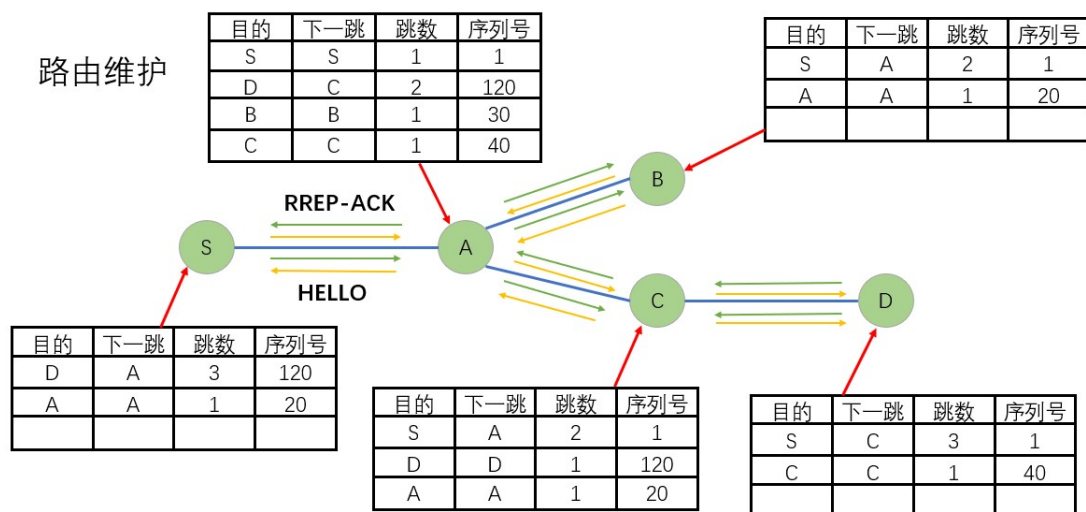 路由维护
目的 下一跳 跳数 序列号
S S 1 1
D C 2 120
B B 1 30
C C 1 40
目的 下一跳 跳数 序列号
S A 2 1
A A 1 20
RREP-ACK
HELLO
S
A
B
C
D
目的 下一跳 跳数 序列号
D A 3 120
A A 1 20
目的 下一跳 跳数 序列号
S A 2 1
D D 1 120
A A 1 20
目的 下一跳 跳数 序列号
S C 3 1
C C 1 40